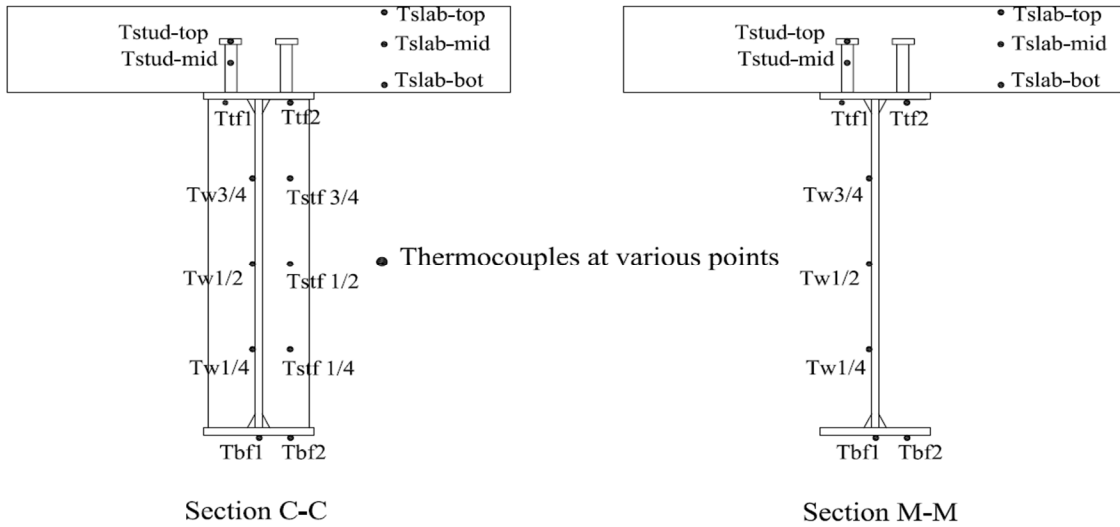 Tslab-top
Tstud-top
Tslab-mid
Tstud-mid
Tslab-bot
Ttf1
Ttf2
Tw3/4
Tstf 3/4
Tw1/2
Tstf 1/2
Tw1/4
Tstf 1/4
Tbf1
Tbf2
Section C-C
Thermocouples at various points
Tslab-top
Tstud-top
Tslab-mid
Tstud-mid
Tslab-bot
Ttf1
Ttf2
Tw3/4
Tw1/2
Tw1/4
Tbf1
Tbf2
Section M-M